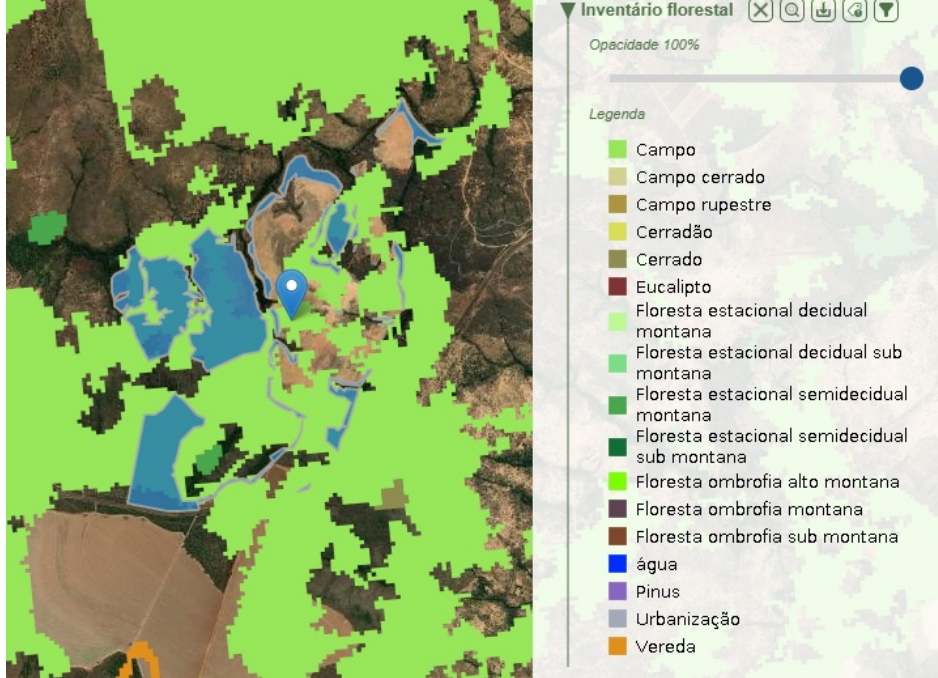 Inventário florestal
Opacidade 100%
Legenda
Campo
Campo cerrado
Campo rupestre
Cerradão
Cerrado
Eucalipto
Floresta estacional decidual
montana
Floresta estacional decidual sub
montana
Floresta estacional semidecidual
montana
Floresta estacional semidecidual
sub montana
Floresta ombrofia alto montana
Floresta ombrofia montana
Floresta ombrofia sub montana
água
Pinus
Urbanização
Vereda